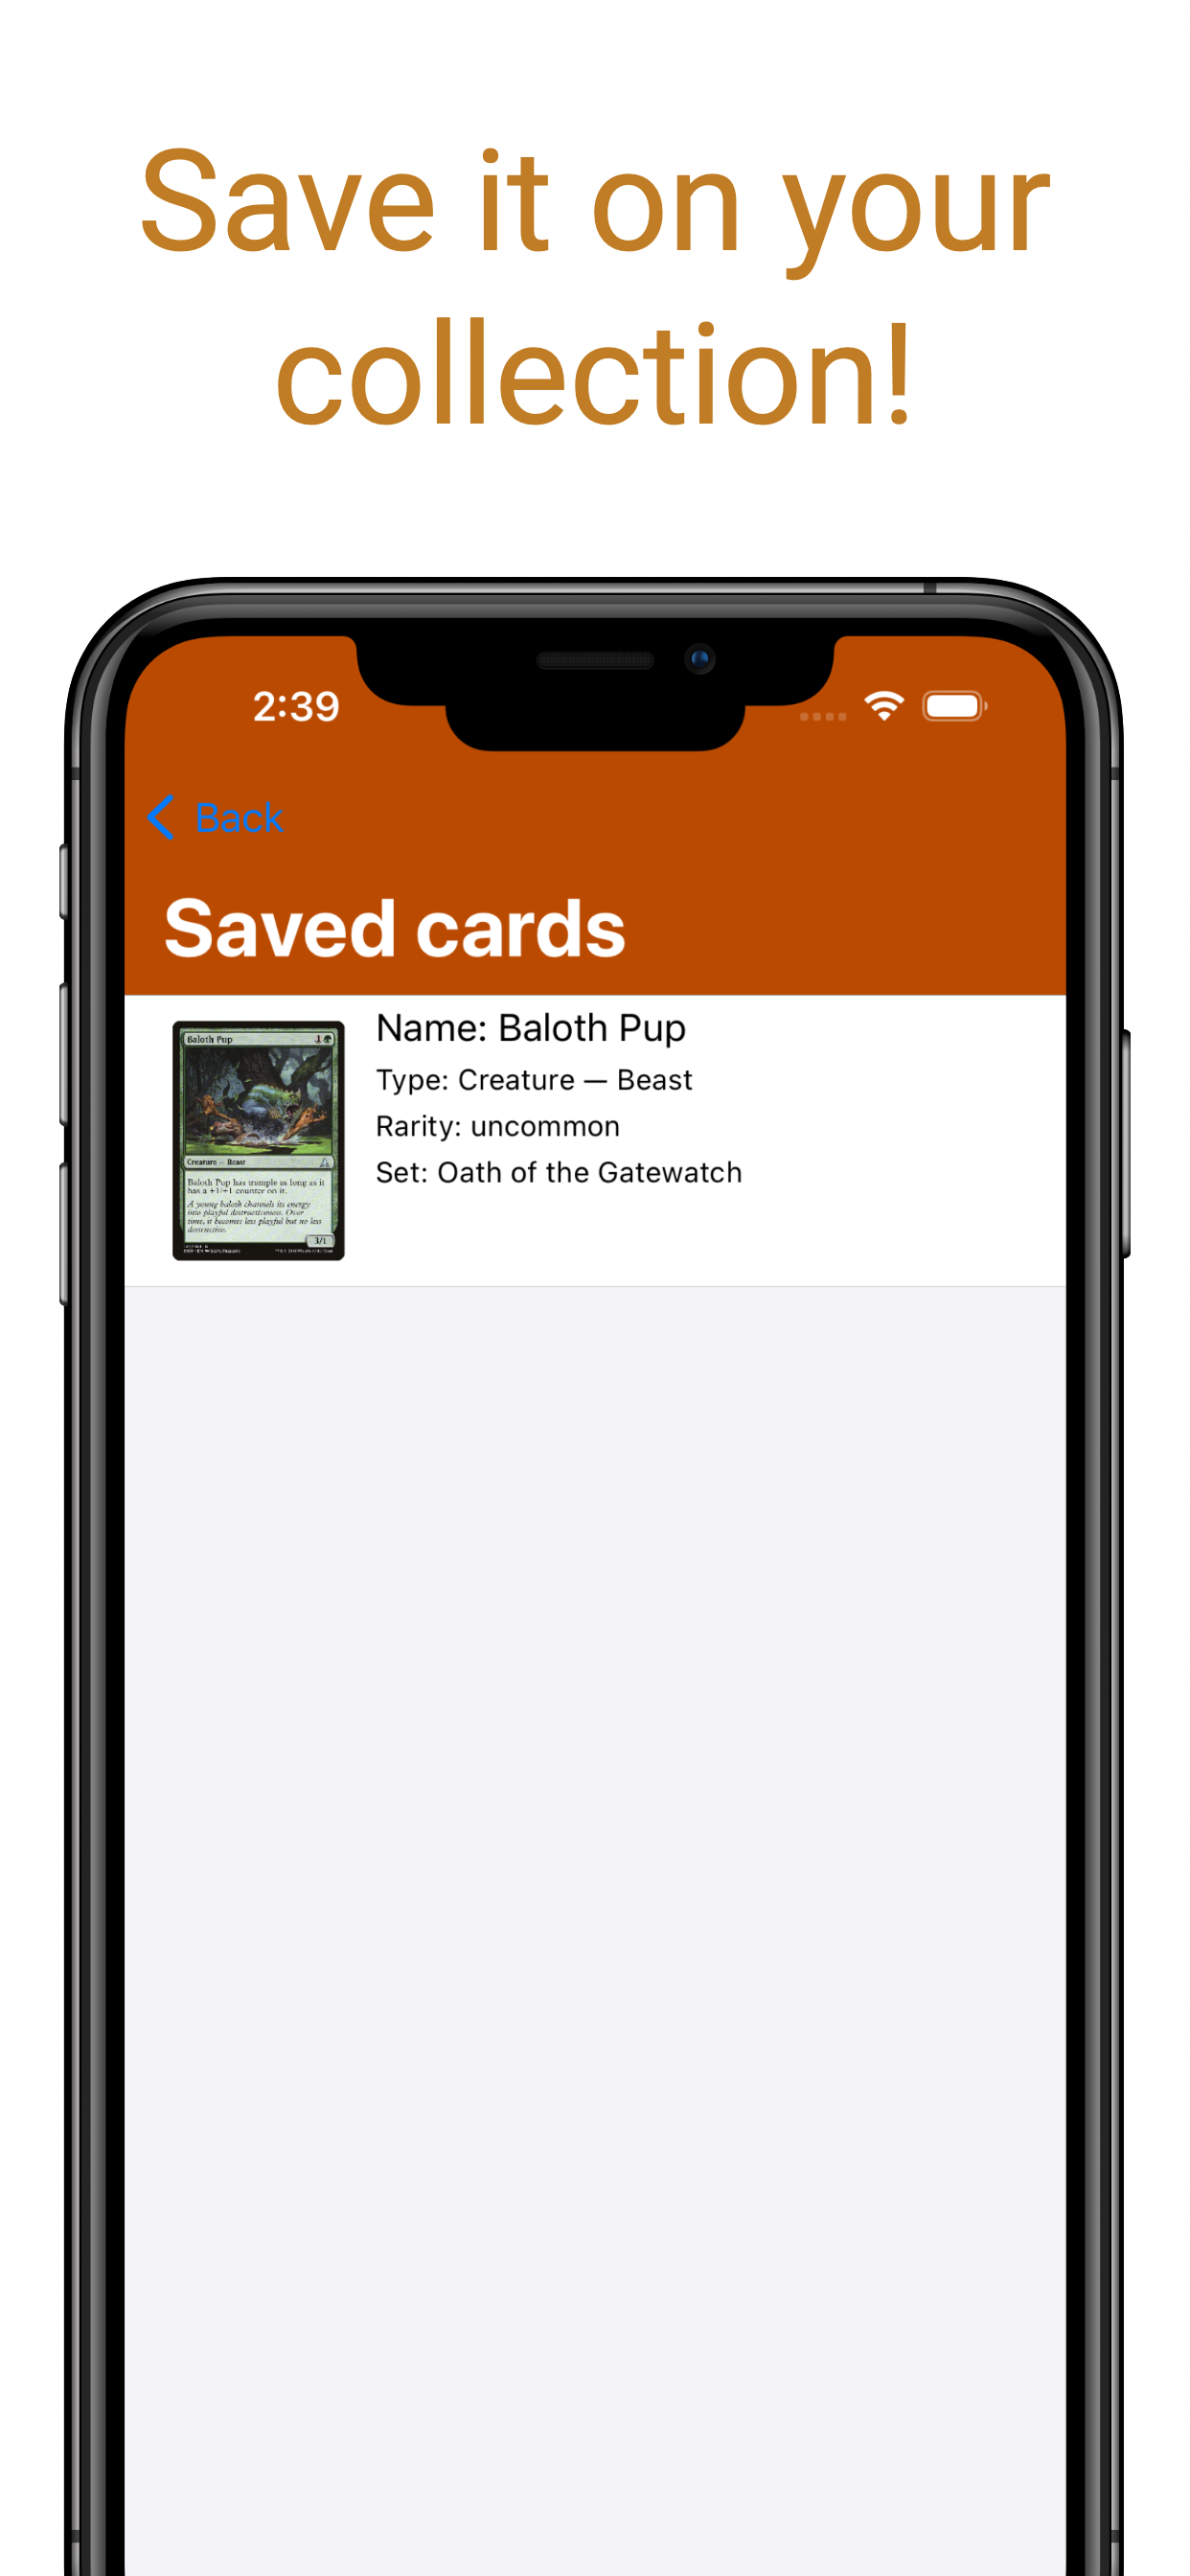 Save it on your
collection!
2:39
Back
Saved cards
Name: Baloth Pup
Type: Creature — Beast
Rarity: uncommon
Set: Oath of the Gatewatch
Baloth Pup 1
Creature — Beast
Baloth Pup has trample as long as it
has a +1/+1 counter on it.
A young baloth channels its energy
into playful destructiveness. Over
time, it becomes less playful but no less
destructive.
3/1